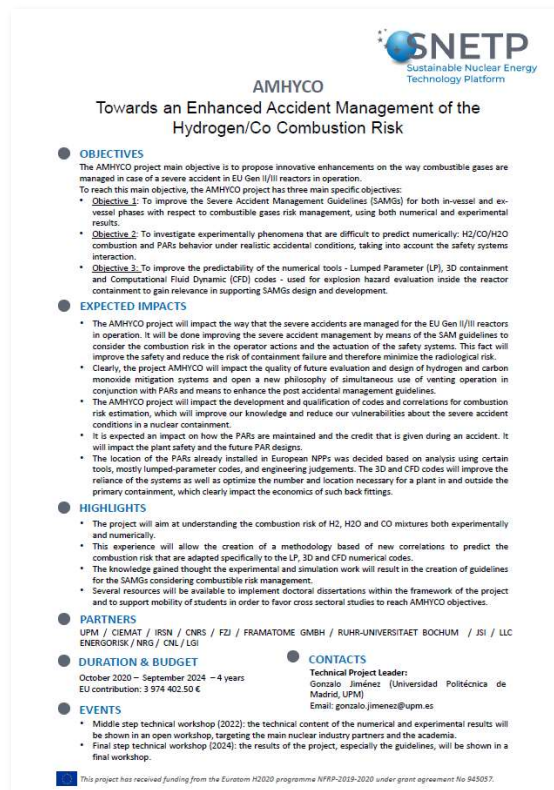 SNETP
Sustainable Nuclear Energy
Technology Platform
AMHYCO
Towards an Enhanced Accident Management of the
Hydrogen/Co Combustion Risk
OBJECTIVES
The AMHYCO project main objective is to propose innovative enhancements on the way combustible gases are
managed in case of a severe accident in EU Gen II/III reactors in operation.
To reach this main objective, the AMHYCO project has three main specific objectives:
• Objective 1: To improve the Severe Accident Management Guidelines (SAMGs) for both in-vessel and ex-
vessel phases with respect to combustible gases risk management, using both numerical and experimental
results.
• Objective 2: To investigate experimentally phenomena that are difficult to predict numerically: H2/CO/H2O
combustion and PARs behavior under realistic accidental conditions, taking into account the safety systems
interaction.
• Objective 3: To improve the predictability of the numerical tools - Lumped Parameter (LP), 3D containment
and Computational Fluid Dynamic (CFD) codes - used for explosion hazard evaluation inside the reactor
containment to gain relevance in supporting SAMGs design and development.
EXPECTED IMPACTS
• The AMHYCO project will impact the way that the severe accidents are managed for the EU Gen II/III reactors
in operation. It will be done improving the severe accident management by means of the SAM guidelines to
consider the combustion risk in the operator actions and the actuation of the safety systems. This fact will
improve the safety and reduce the risk of containment failure and therefore minimize the radiological risk.
• Clearly, the project AMHYCO will impact the quality of future evaluation and design of hydrogen and carbon
monoxide mitigation systems and open a new philosophy of simultaneous use of venting operation in
conjunction with PARs and means to enhance the post accidental management guidelines.
• The AMHYCO project will impact the development and qualification of codes and correlations for combustion
risk estimation, which will improve our knowledge and reduce our vulnerabilities about the severe accident
conditions in a nuclear containment.
• It is expected an impact on how the PARs are maintained and the credit that is given during an accident. It
will impact the plant safety and the future PAR designs.
• The location of the PARs already installed in European NPPs was decided based on analysis using certain
tools, mostly lumped-parameter codes, and engineering judgements. The 3D and CFD codes will improve the
reliance of the systems as well as optimize the number and location necessary for a plant in and outside the
primary containment, which clearly impact the economics of such back fittings.
HIGHLIGHTS
• The project will aim at understanding the combustion risk of H2, H2O and CO mixtures both experimentally
and numerically.
• This experience will allow the creation of a methodology based of new correlations to predict the
combustion risk that are adapted specifically to the LP, 3D and CFD numerical codes.
• The knowledge gained thought the experimental and simulation work will result in the creation of guidelines
for the SAMGs considering combustible risk management.
• Several resources will be available to implement doctoral dissertations within the framework of the project
and to support mobility of students in order to favor cross sectoral studies to reach AMHYCO objectives.
PARTNERS
UPM / CIEMAT / IRSN / CNRS / FZJ / FRAMATOME GMBH / RUHR-UNIVERSITAET BOCHUM / JSI / LLC
ENERGORISK / NRG / CNL / LGI
DURATION & BUDGET
October 2020 – September 2024 – 4 years
EU contribution: 3 974 402.50 €
CONTACTS
Technical Project Leader:
Gonzalo Jiménez (Universidad Politécnica de
Madrid, UPM)
Email: gonzalo.jimenez@upm.es
EVENTS
• Middle step technical workshop (2022): the technical content of the numerical and experimental results will
be shown in an open workshop, targeting the main nuclear industry partners and the academia.
• Final step technical workshop (2024): the results of the project, especially the guidelines, will be shown in a
final workshop.
This project has received funding from the Euratom H2020 programme NFRP-2019-2020 under grant agreement No 945057.